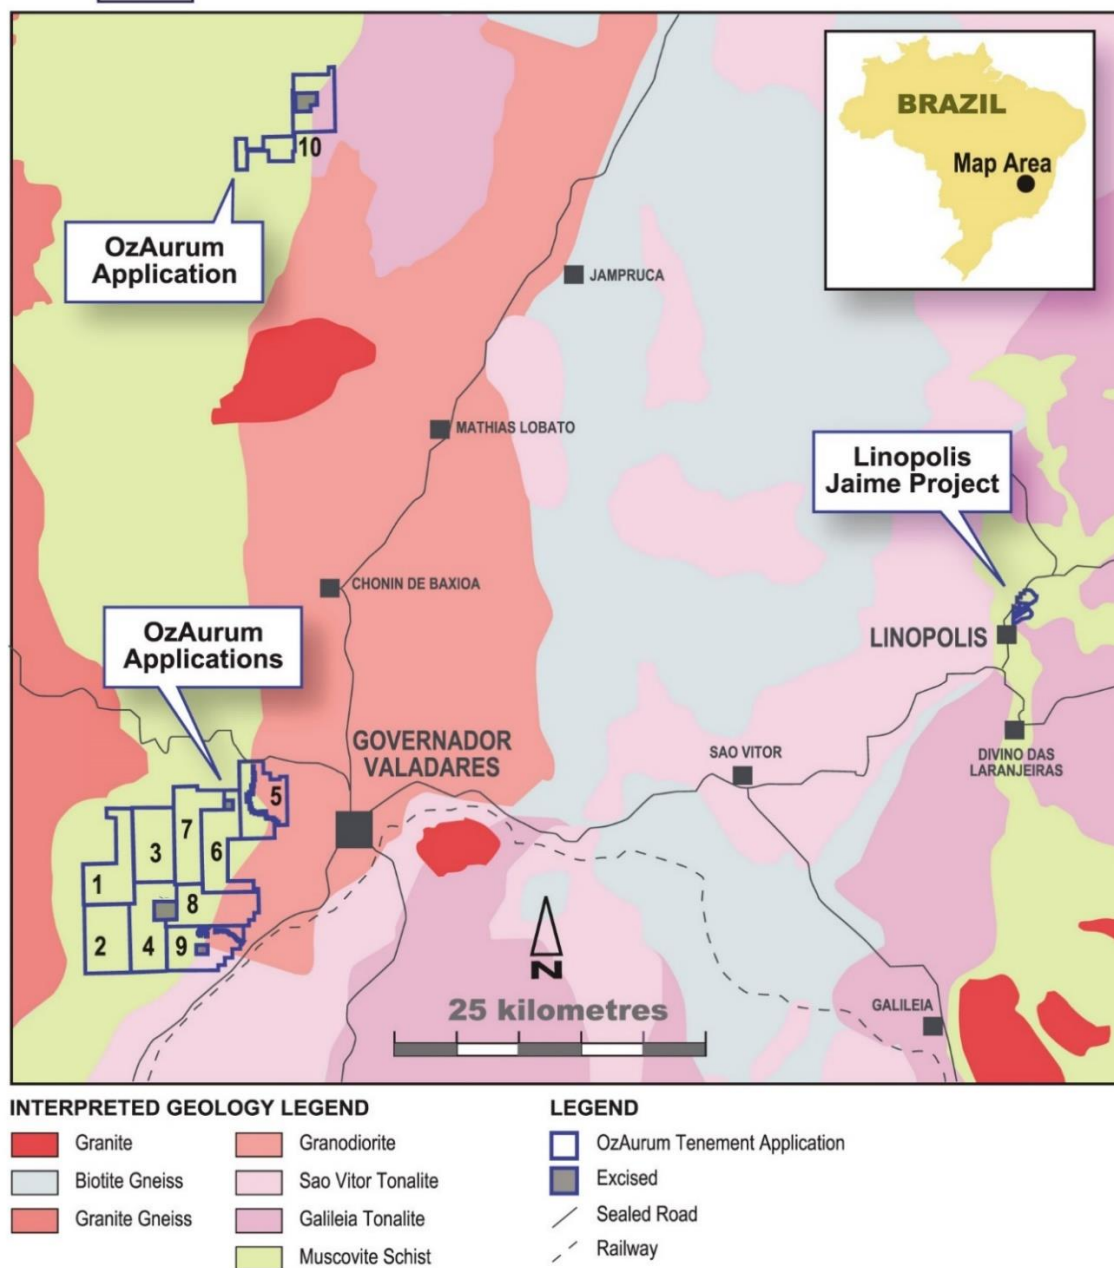 BRAZIL
Map Area
10
OzAurum
Application
JAMPRUCA
MATHIAS LOBATO
Linopolis
Jaime Project
CHONIN DE BAXIOA
OzAurum
Applications
LINOPOLIS
GOVERNADOR
VALADARES
SAO VITOR
DIVINO DAS
LARANJEIRAS
5
7
3
6
1
8
2
4
9
N
25 kilometres
GALILEIA
INTERPRETED GEOLOGY LEGEND
Granite
Biotite Gneiss
Granite Gneiss
Granodiorite
Sao Vitor Tonalite
Galileia Tonalite
Muscovite Schist
LEGEND
OzAurum Tenement Application
Excised
Sealed Road
Railway